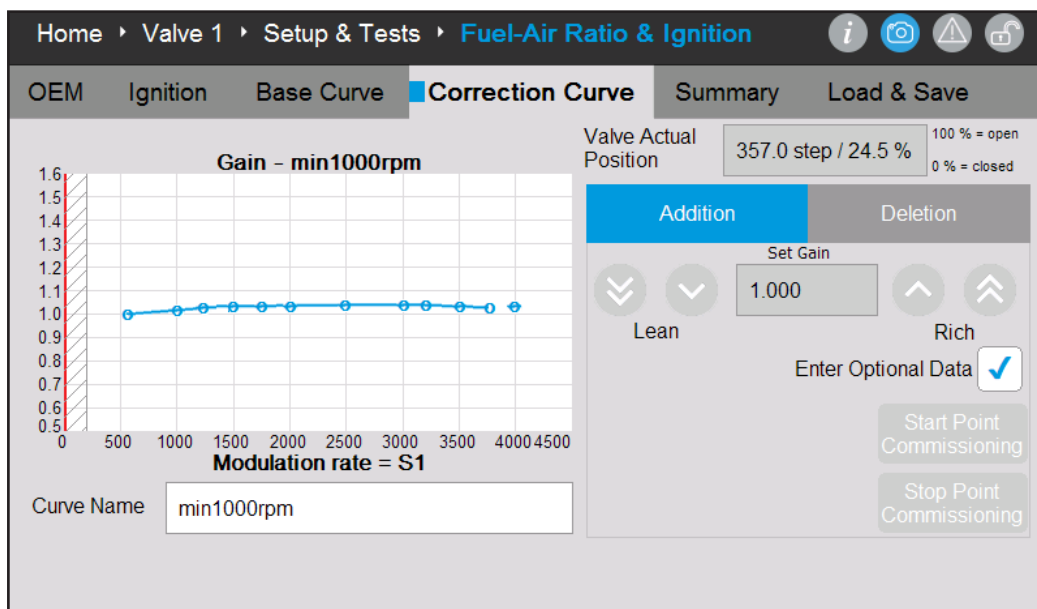 Home ‣ Valve 1 ‣ Setup & Tests ‣ Fuel-Air Ratio & Ignition
OEM Ignition Base Curve Correction Curve Summary Load & Save
Valve Actual Position
357.0 step / 24.5 %
100 % = open
0 % = closed
Gain - min1000rpm
1.6
1.5
1.4
1.3
1.2
1.1
1.0
0.9
0.8
0.7
0.6
0.5
0 500 1000 1500 2000 2500 3000 3500 4000 4500
Modulation rate = S1
Curve Name min1000rpm
Addition Deletion
Set Gain
1.000
Lean Rich
Enter Optional Data
Start Point
Commissioning
Stop Point
Commissioning